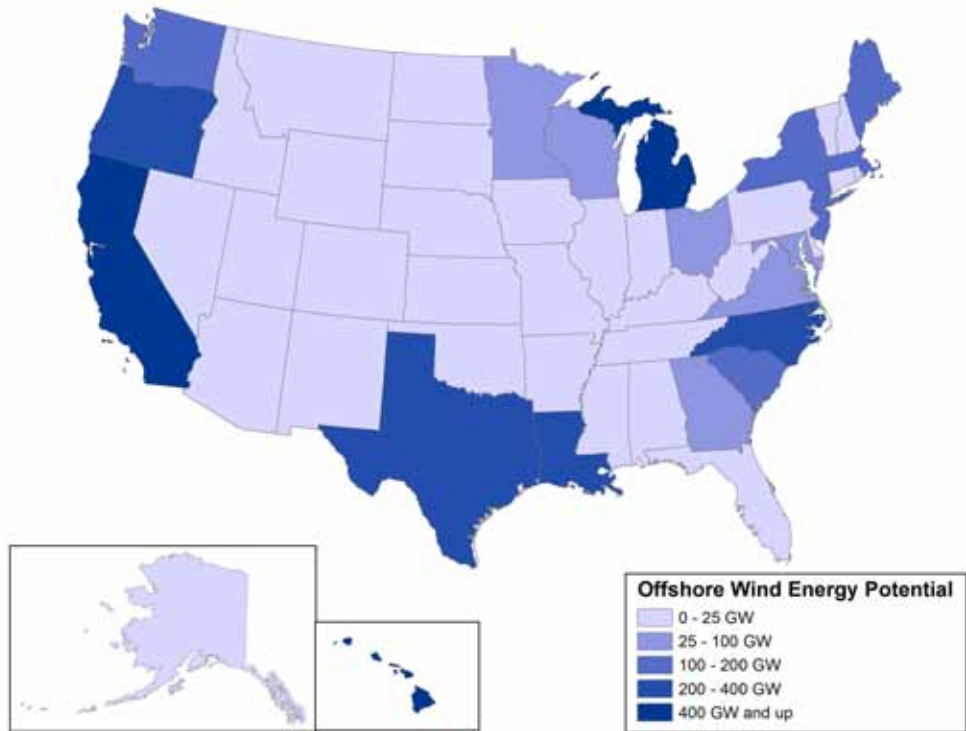 Offshore Wind Energy Potential
0 - 25 GW
25 - 100 GW
100 - 200 GW
200 - 400 GW
400 GW and up